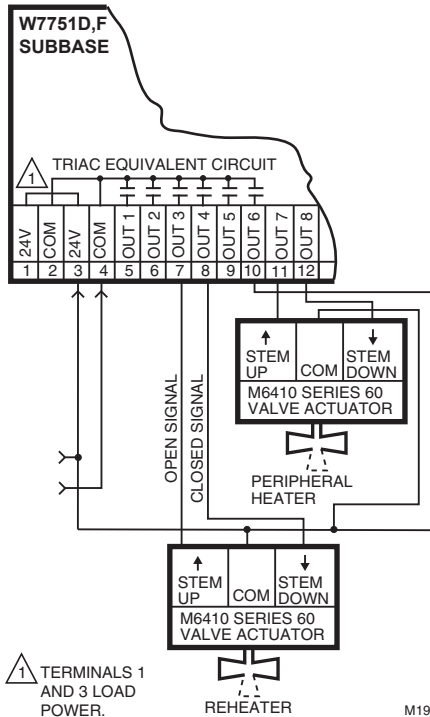 W7751D,F
SUBBASE
1
TRIAC EQUIVALENT CIRCUIT
24V
COM
24V
COM
OUT 1
OUT 2
OUT 3
OUT 4
OUT 5
OUT 6
OUT 7
OUT 8
1 2 3 4 5 6 7 8 9 10 11 12
OPEN SIGNAL
CLOSED SIGNAL
STEM
UP
COM
STEM
DOWN
M6410 SERIES 60
VALVE ACTUATOR
PERIPHERAL
HEATER
STEM
UP
COM
STEM
DOWN
M6410 SERIES 60
VALVE ACTUATOR
REHEATER
1 TERMINALS 1
AND 3 LOAD
POWER.
M19